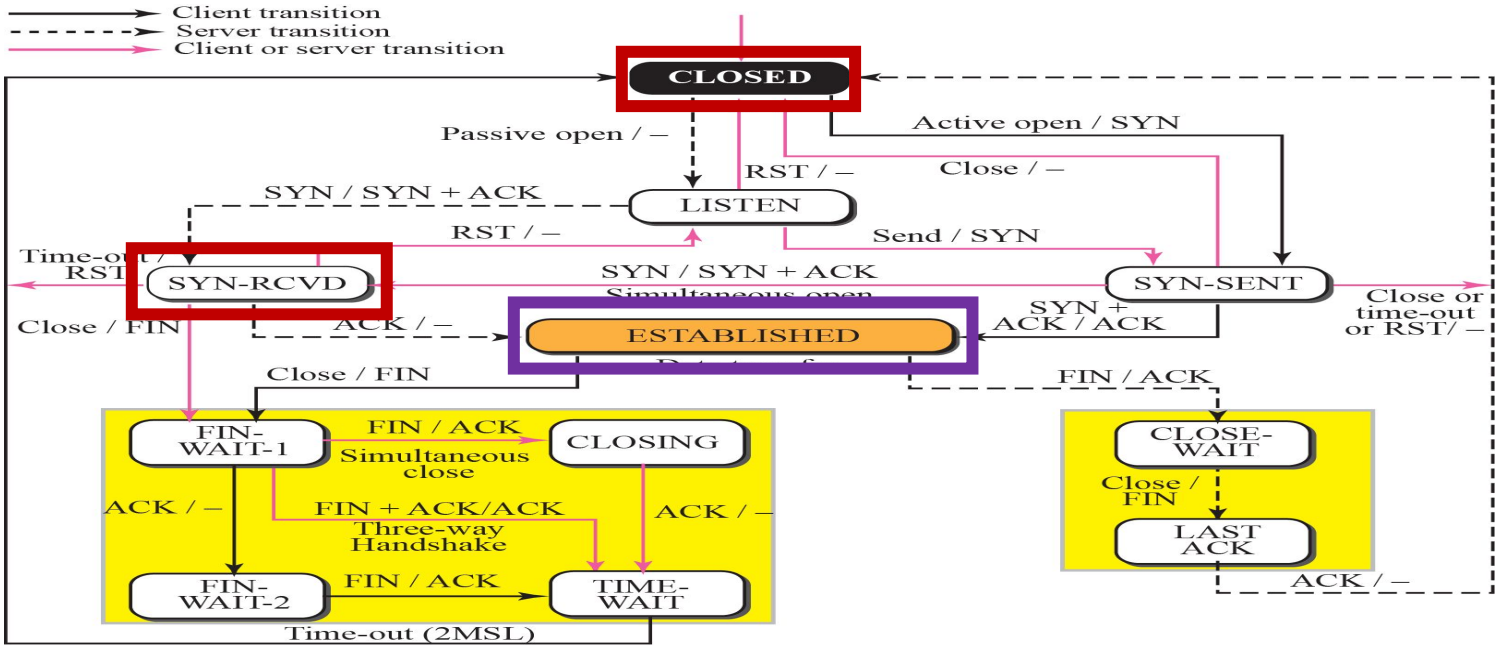 Client transition
Server transition
Client or server transition
CLOSED
Passive open / –
Active open / SYN
RST / –
Close / –
SYN / SYN + ACK
LISTEN
RST / –
Send / SYN
Time-out /
RST
SYN-RCVD
SYN / SYN + ACK
Simultaneous open
SYN-SENT
Close or
time-out
or RST/ –
Close / FIN
ACK / –
SYN +
ACK / ACK
ESTABLISHED
Close / FIN
FIN / ACK
FIN-
WAIT-1
FIN / ACK
Simultaneous
close
CLOSING
CLOSE-
WAIT
Close /
FIN
ACK / –
FIN + ACK/ACK
Three-way
Handshake
ACK / –
LAST
ACK
FIN-
WAIT-2
FIN / ACK
TIME-
WAIT
ACK / –
Time-out (2MSL)